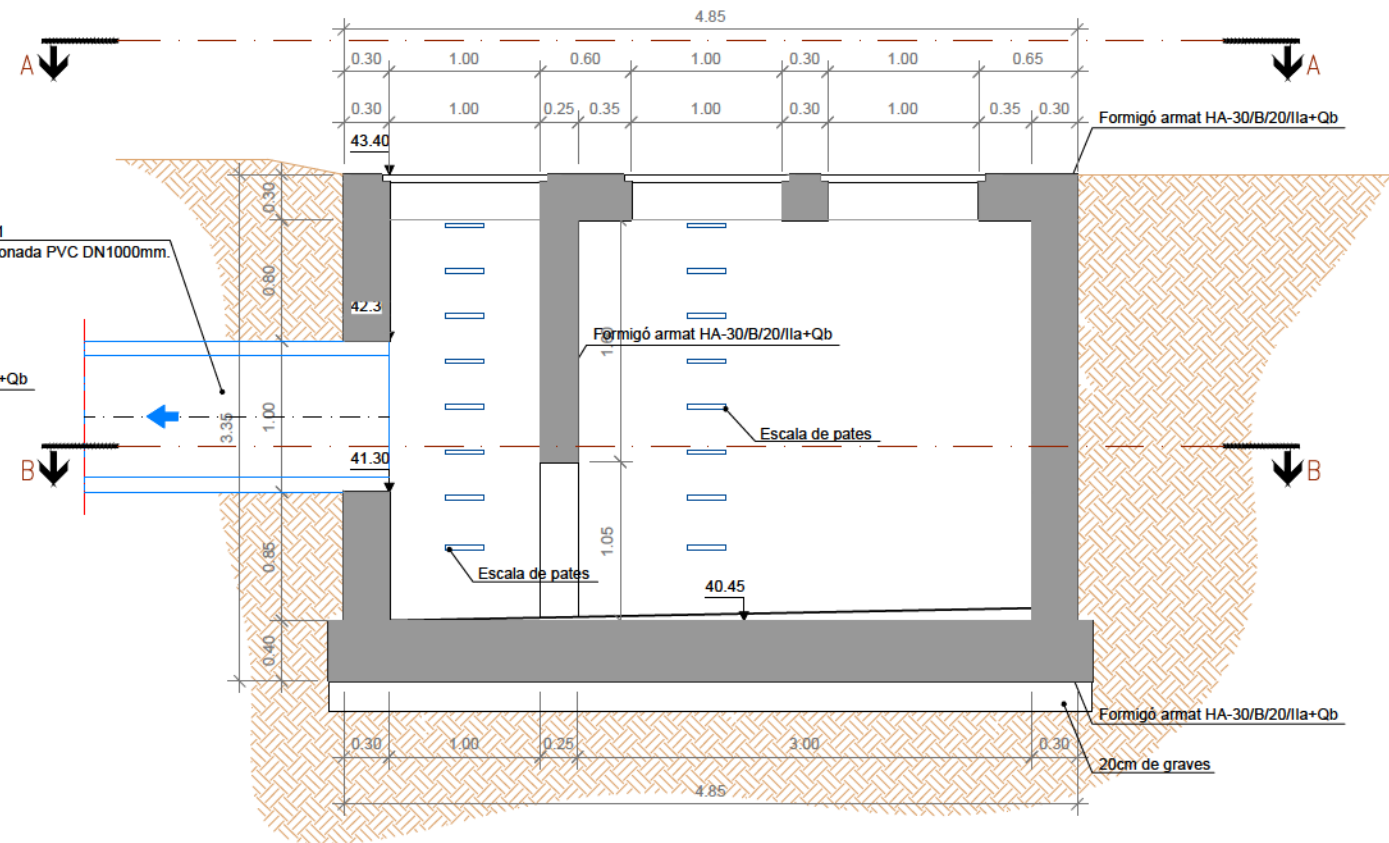 4.85
A
A
0.30 1.00 0.60 1.00 0.30 1.00 0.65
0.30 1.00 0.25 0.35 1.00 0.30 1.00 0.35 0.30
Formigó armat HA-30/B/20/IIa+Qb
43.40
0.30
onada PVC DN1000mm.
0.80
42.3
Formigó armat HA-30/B/20/IIa+Qb
+Qb
3.35
1.00
Escala de pates
B
B
41.30
0.85
1.05
Escala de pates
40.45
0.40
Formigó armat HA-30/B/20/IIa+Qb
0.30 1.00 0.25 3.00 0.30
20cm de graves
4.85